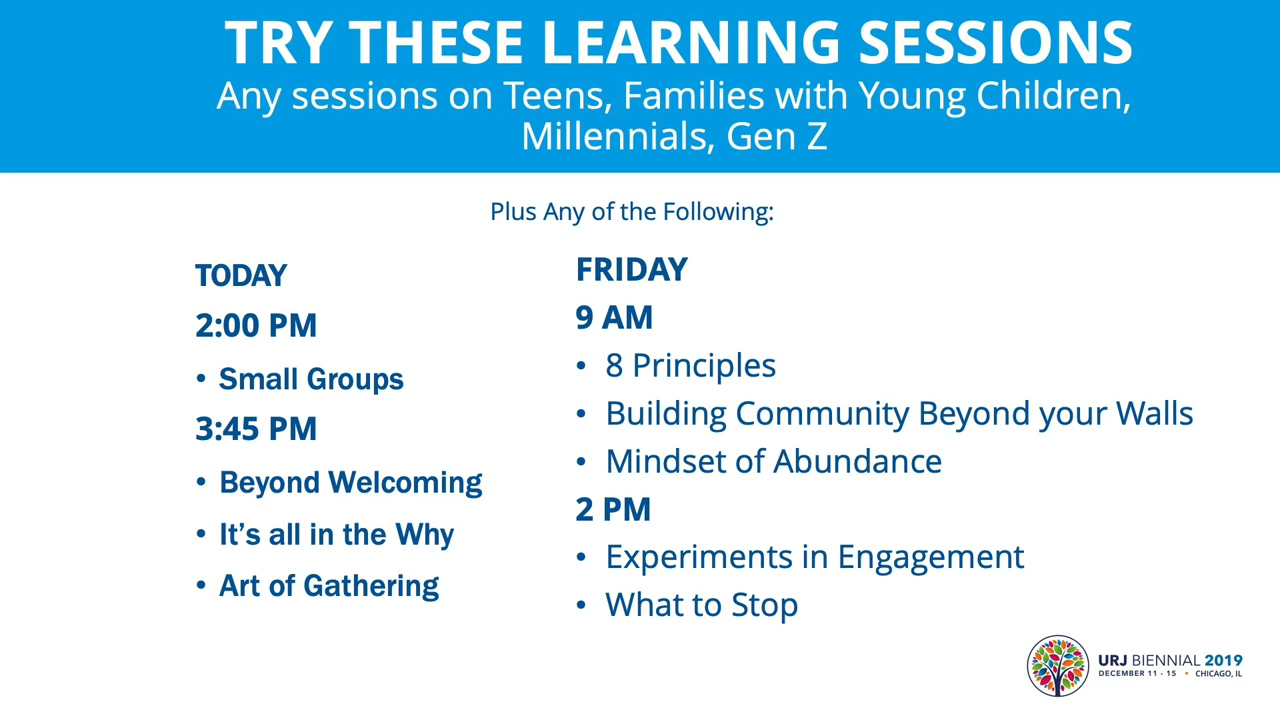 TRY THESE LEARNING SESSIONS
Any sessions on Teens, Families with Young Children,
Millennials, Gen Z
Plus Any of the Following:
TODAY
2:00 PM
• Small Groups
3:45 PM
• Beyond Welcoming
• It’s all in the Why
• Art of Gathering
FRIDAY
9 AM
• 8 Principles
• Building Community Beyond your Walls
• Mindset of Abundance
2 PM
• Experiments in Engagement
• What to Stop
URJ BIENNIAL 2019
DECEMBER 11 - 15 • CHICAGO, IL